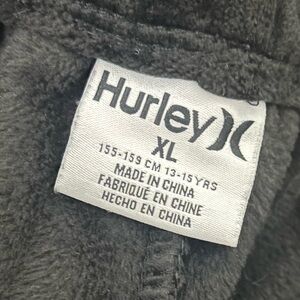 Hurley
XL
155-159 CM 13-15YRS
MADE IN CHINA
FABRIQUÉ EN CHINE
HECHO EN CHINA